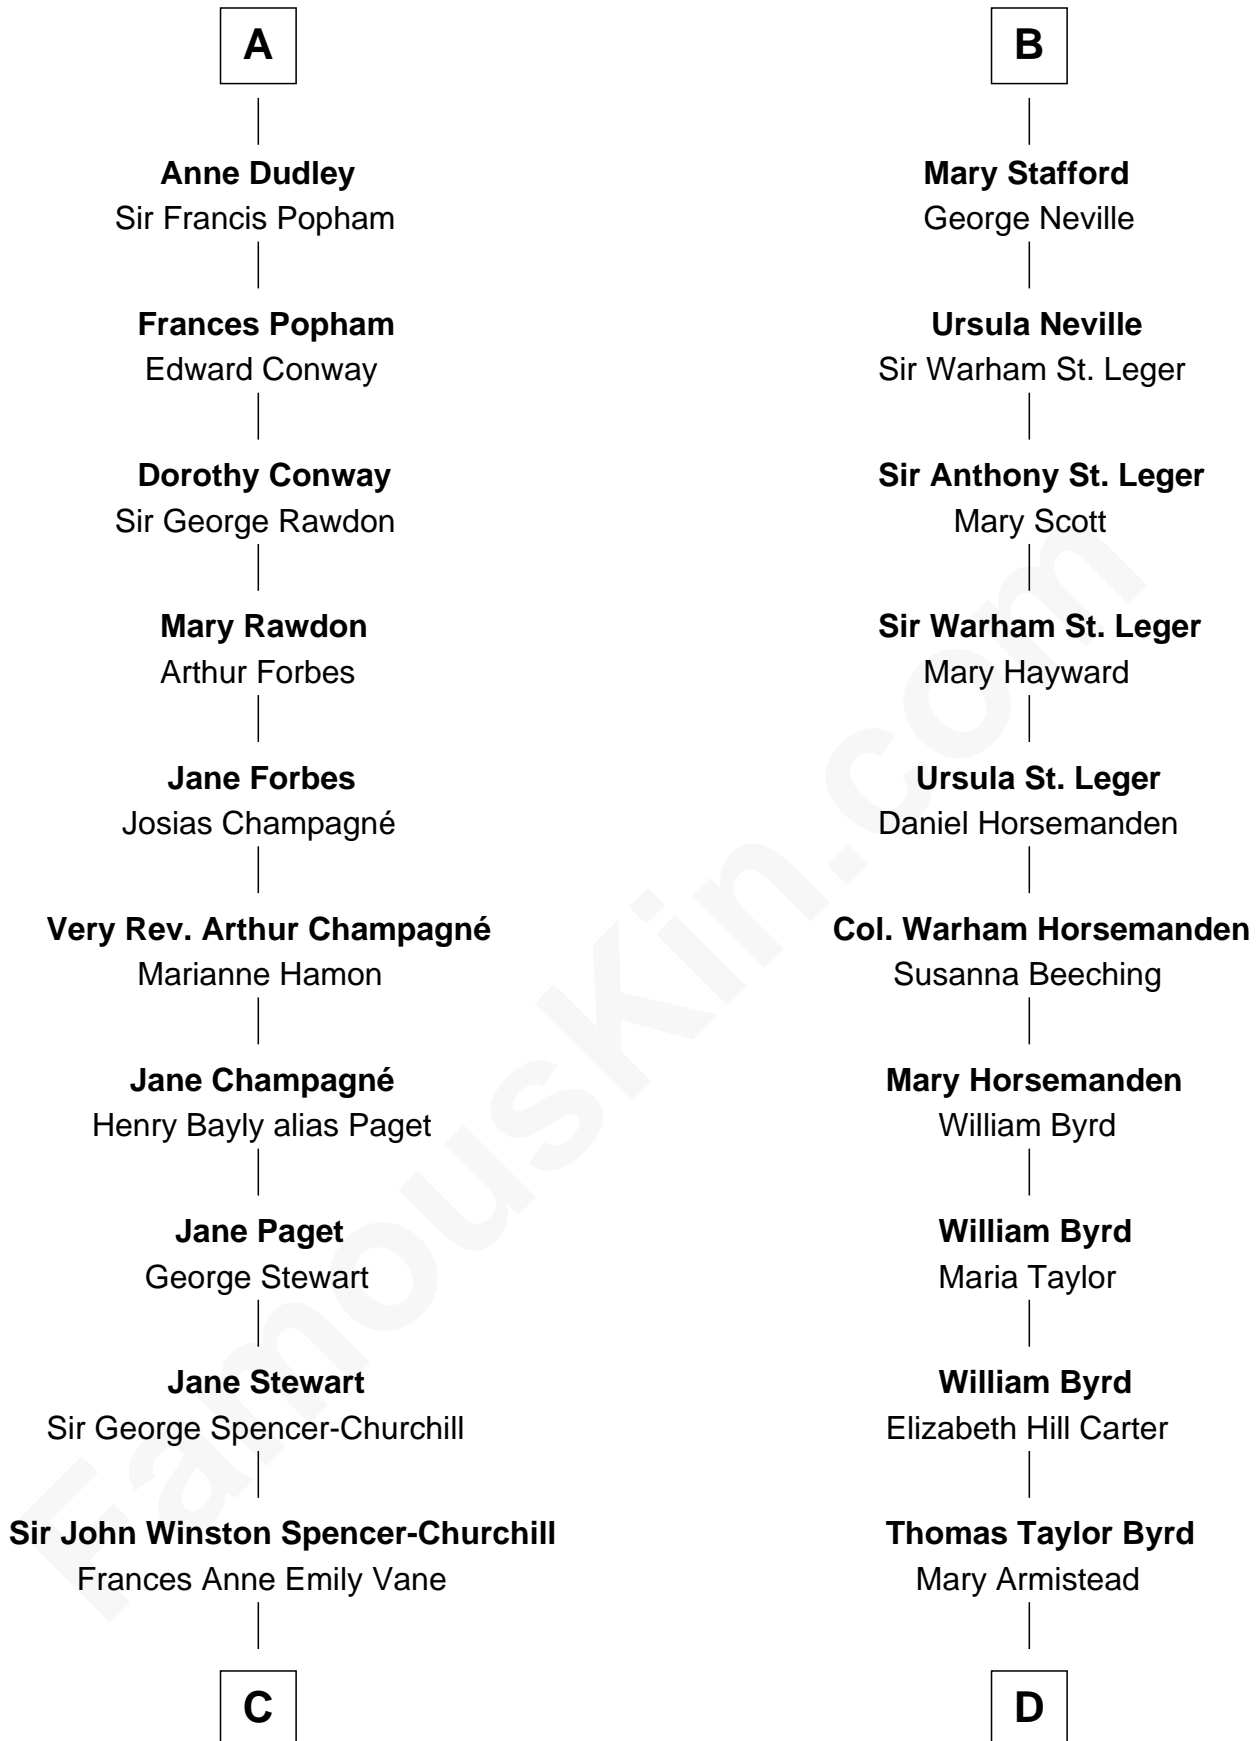 A
Anne Dudley
Sir Francis Popham
Frances Popham
Edward Conway
Dorothy Conway
Sir George Rawdon
Mary Rawdon
Arthur Forbes
Jane Forbes
Josias Champagné
Very Rev. Arthur Champagné
Marianne Hamon
Jane Champagné
Henry Bayly alias Paget
Jane Paget
George Stewart
Jane Stewart
Sir George Spencer-Churchill
Sir John Winston Spencer-Churchill
Frances Anne Emily Vane
C
B
Mary Stafford
George Neville
Ursula Neville
Sir Warham St. Leger
Sir Anthony St. Leger
Mary Scott
Sir Warham St. Leger
Mary Hayward
Ursula St. Leger
Daniel Horsemanden
Col. Warham Horsemanden
Susanna Beeching
Mary Horsemanden
William Byrd
William Byrd
Maria Taylor
William Byrd
Elizabeth Hill Carter
Thomas Taylor Byrd
Mary Armistead
D
FamousKin.com